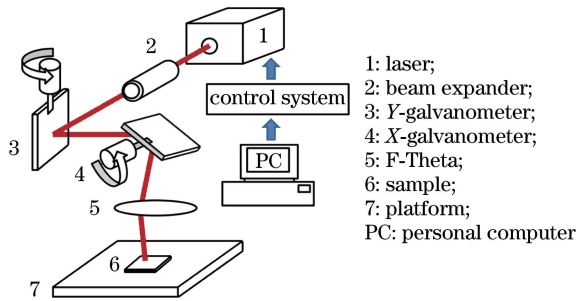 1
2
control system
3
4
PC
5
6
7
1: laser;
2: beam expander;
3: Y-galvanometer;
4: X-galvanometer;
5: F-Theta;
6: sample;
7: platform;
PC: personal computer